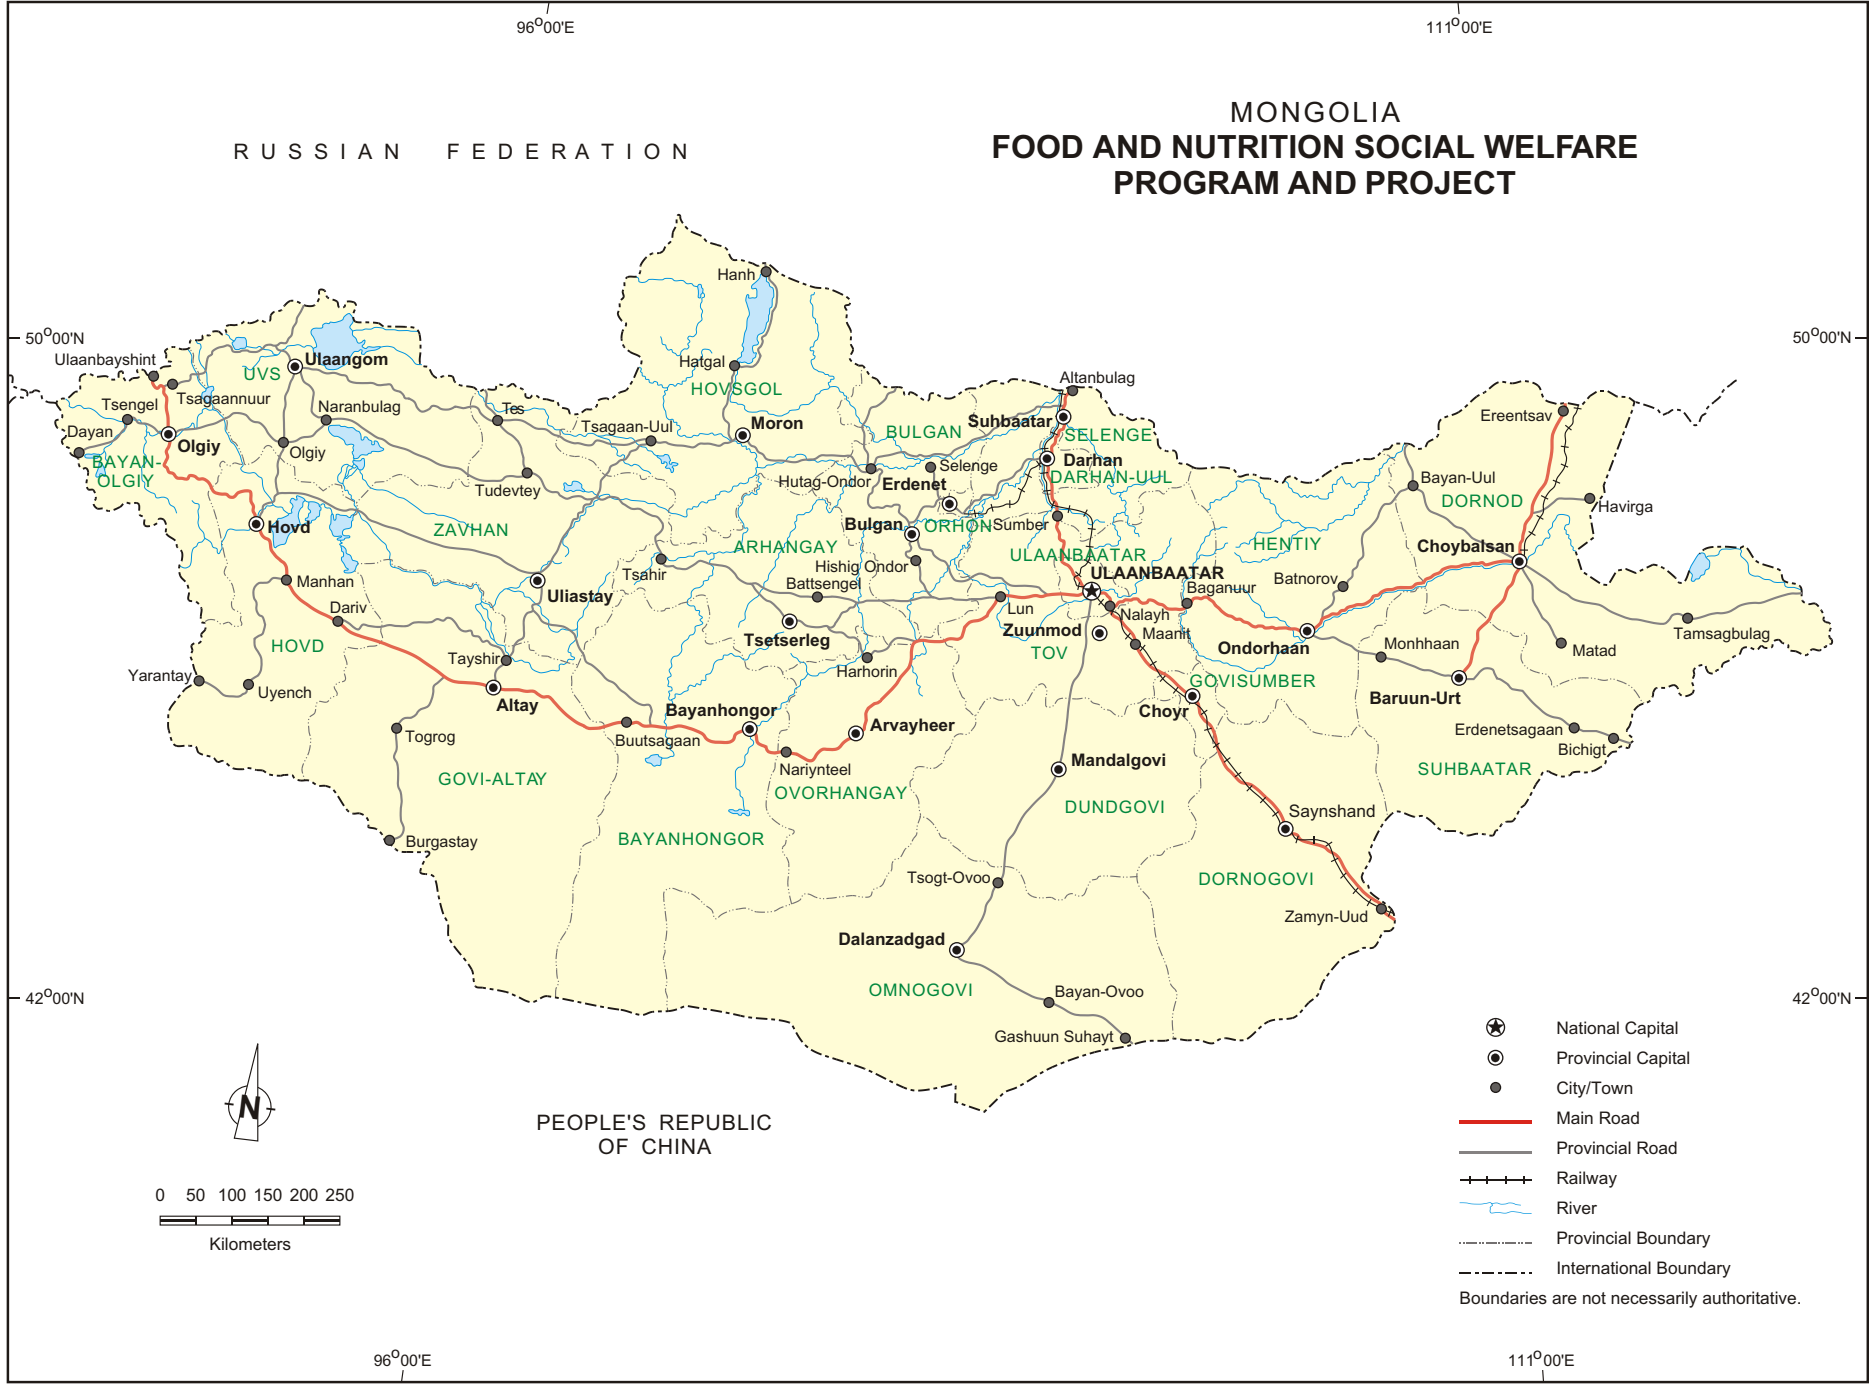 96°00'E
111°00'E
MONGOLIA
FOOD AND NUTRITION SOCIAL WELFARE
PROGRAM AND PROJECT
RUSSIAN FEDERATION
Hanh
50°00'N
50°00'N
Ulaanbayshint
Ulaangom
Hatgal
UVS
HOVSGOL
Altanbulag
Tsagaannuur
Tsengel
Naranbulag
Tes
Ereentsav
Dayan
Tsagaan-Uul
Moron
Suhbaatar
BULGAN
SELENGE
Olgiy
Olgiy
BAYAN-
OLGIY
Selenge
Darhan
DARHAN-UUL
Tudevtey
Hutag-Ondor
Erdenet
Bayan-Uul
DORNOD
Havirga
Hovd
ZAVHAN
Bulgan
ORHON
Sumber
ARHANGAY
ULAANBAATAR
HENTIY
Choybalsan
Manhan
Tsahir
Hishig Ondor
Battsengel
ULAANBAATAR
Baganuur
Batnorov
Dariv
Uliastay
Lun
Nalayh
Tsetserleg
Zuunmod
Maanit
Tamsagbulag
HOVD
TOV
Ondorhaan
Monhhaan
Matad
Tayshir
Yarantay
Uyench
Harhorin
GOVISUMBER
Altay
Bayanhongor
Choyr
Baruun-Urt
Arvayheer
Togrog
Buutsagaan
Erdenetsagaan
Bichigt
Nariynteel
Mandalgovi
GOVI-ALTAY
OVORHANGAY
SUHBAATAR
DUNDGOVI
Saynshand
Burgastay
BAYANHONGOR
Tsogt-Ovoo
DORNOGOVI
Zamyn-Uud
Dalanzadgad
OMNOGOVI
Bayan-Ovoo
42°00'N
42°00'N
Gashuun Suhayt
National Capital
Provincial Capital
City/Town
N
PEOPLE'S REPUBLIC
OF CHINA
Main Road
Provincial Road
Railway
0 50 100 150 200 250
River
Kilometers
Provincial Boundary
International Boundary
Boundaries are not necessarily authoritative.
96°00'E
111°00'E